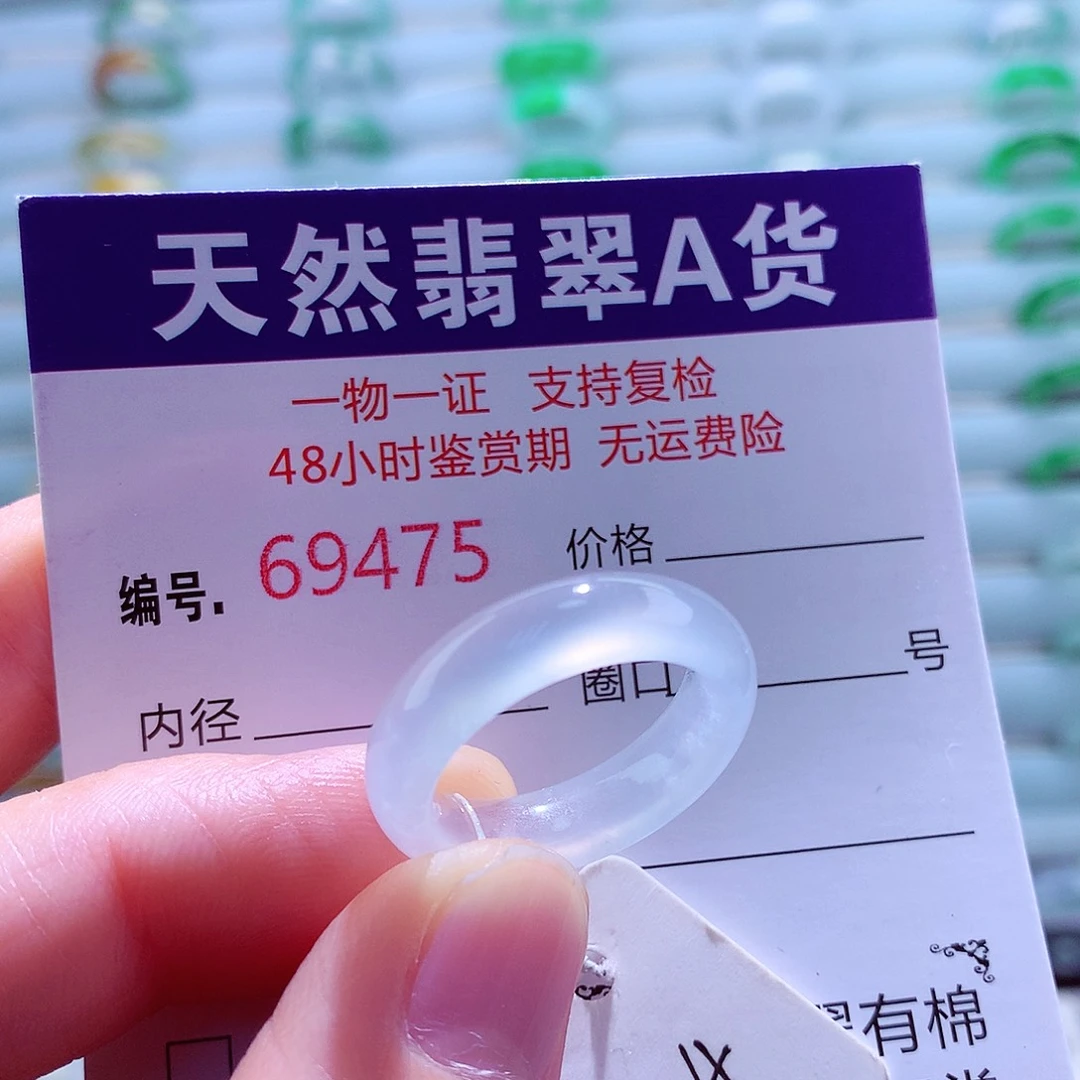 天然翡翠A货
一物一证 支持复检
48小时鉴赏期 无运费险
编号. 69475 价格
内径 圈口 号
有棉